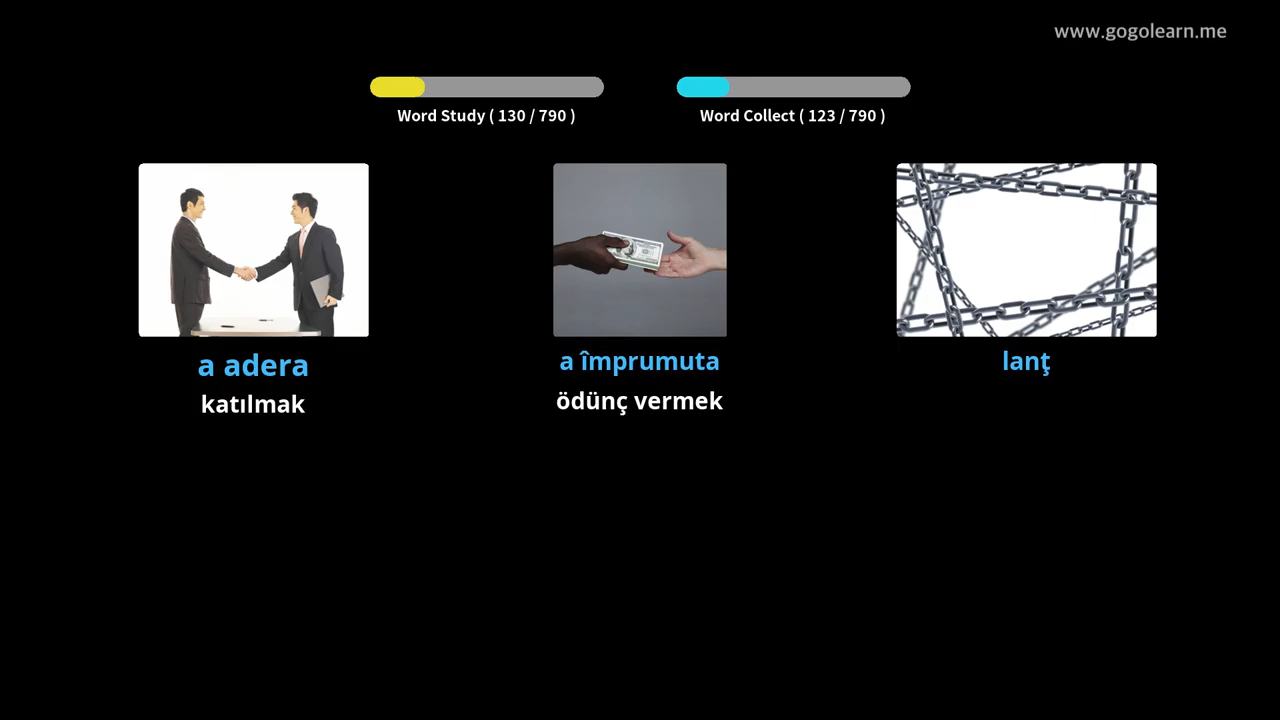 www.gogolearn.me
Word Study ( 130 / 790 )
Word Collect ( 123 / 790 )
a adera
katılmak
a împrumuta
ödünç vermek
lanţ